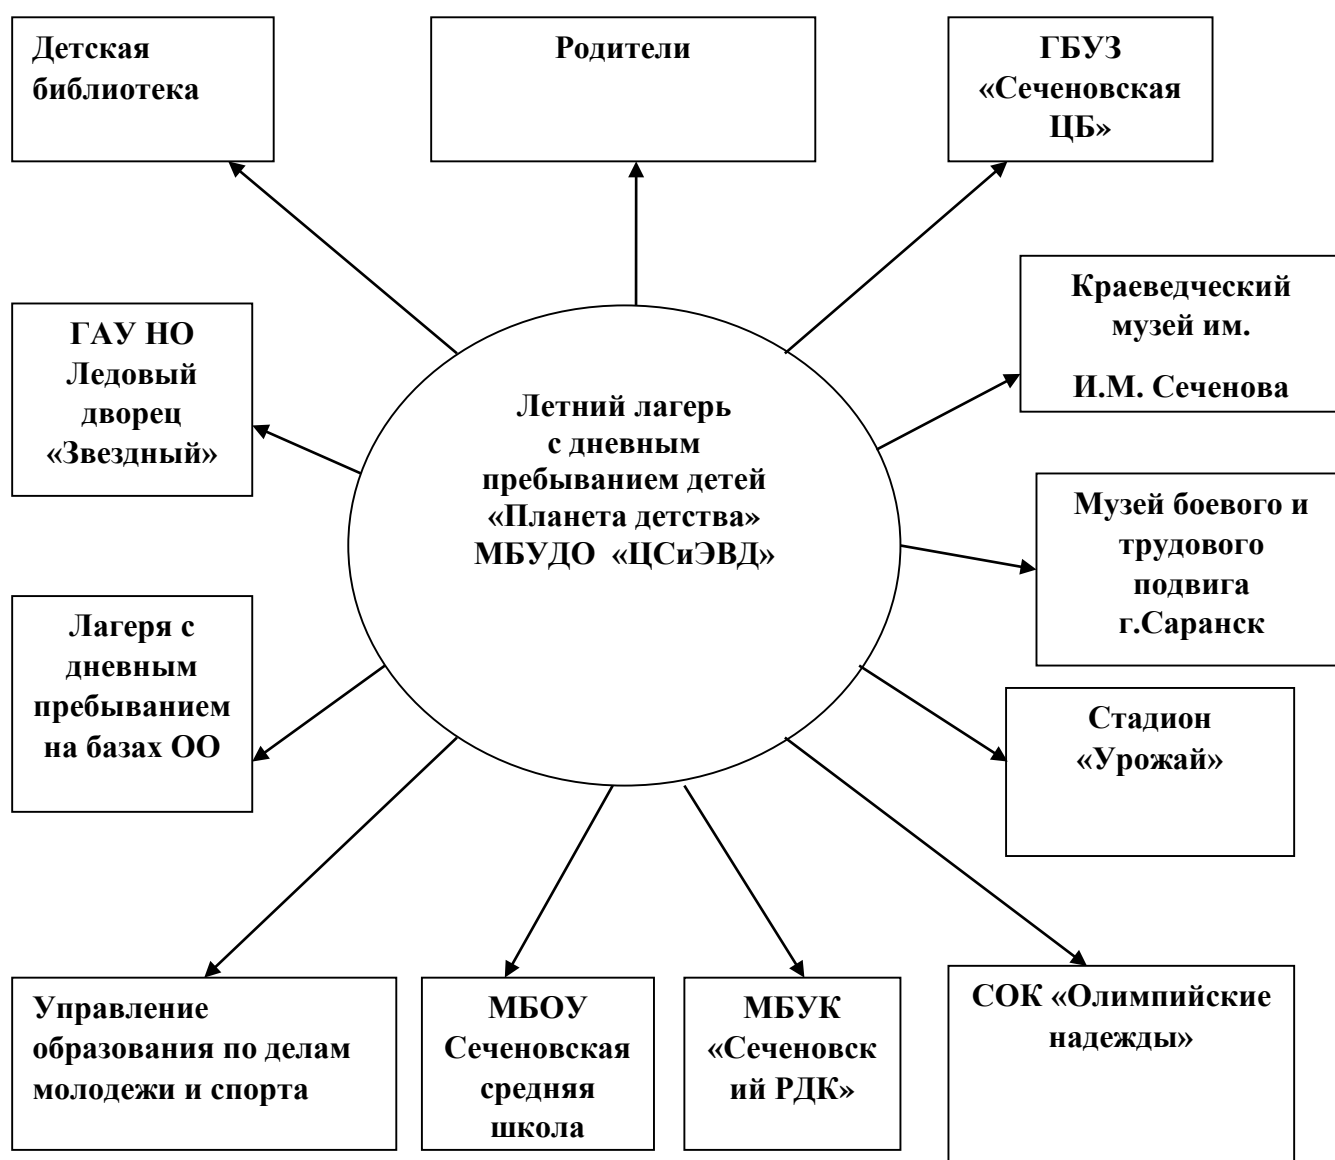 Детская
библиотека
Родители
ГБУЗ
«Сеченовская
ЦБ»
Краеведческий
музей им.
И.М. Сеченова
ГАУ НО
Ледовый
дворец
«Звездный»
Летний лагерь
с дневным
пребыванием детей
«Планета детства»
МБУДО «ЦСиЭВД»
Музей боевого и
трудового
подвига
г.Саранск
Лагеря с
дневным
пребыванием
на базах ОО
Стадион
«Урожай»
Управление
образования по делам
молодежи и спорта
МБОУ
Сеченовская
средняя
школа
МБУК
«Сеченовск
ий РДК»
СОК «Олимпийские
надежды»